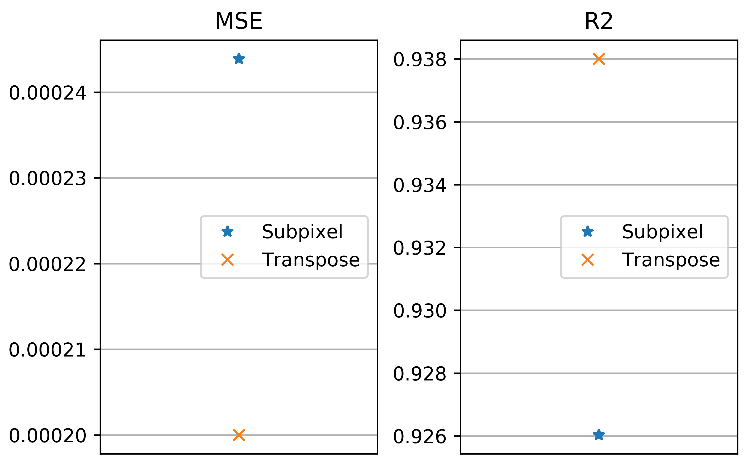 MSE
0.00024
0.00023
0.00022
0.00021
0.00020
Subpixel
Transpose
R2
0.938
0.936
0.934
0.932
0.930
0.928
0.926
Subpixel
Transpose